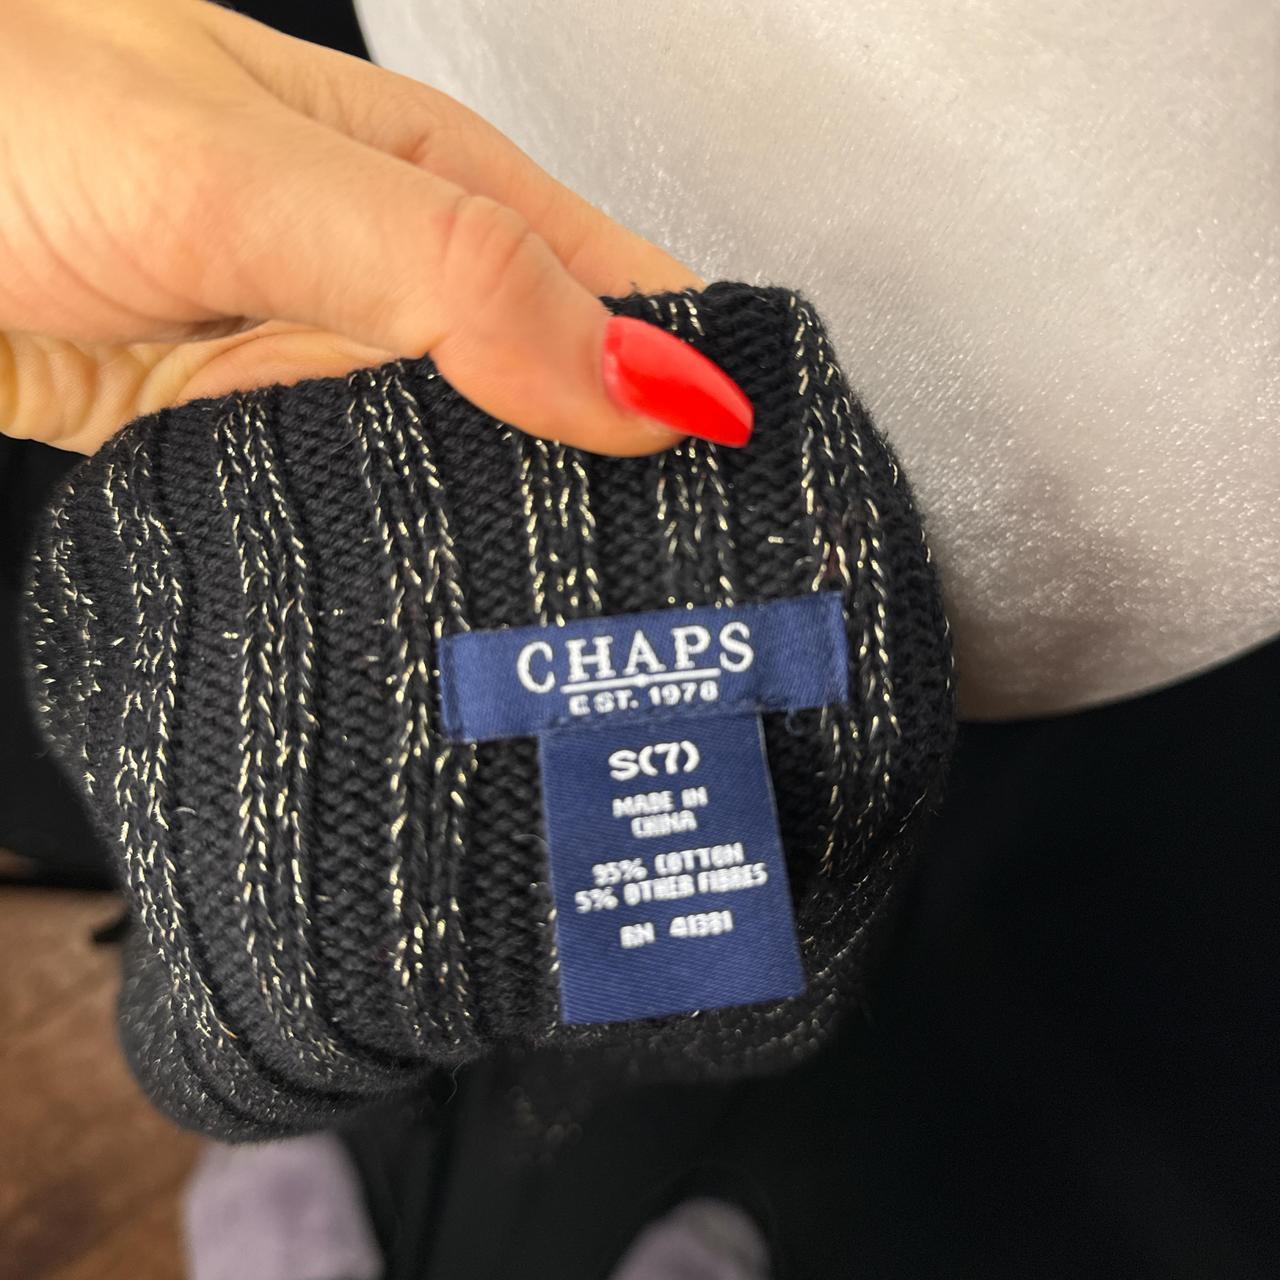 CHAPS
EST. 1978
S(7)
MADE IN
CHINA
95% COTTON
5% OTHER FIBRES
RN 41381